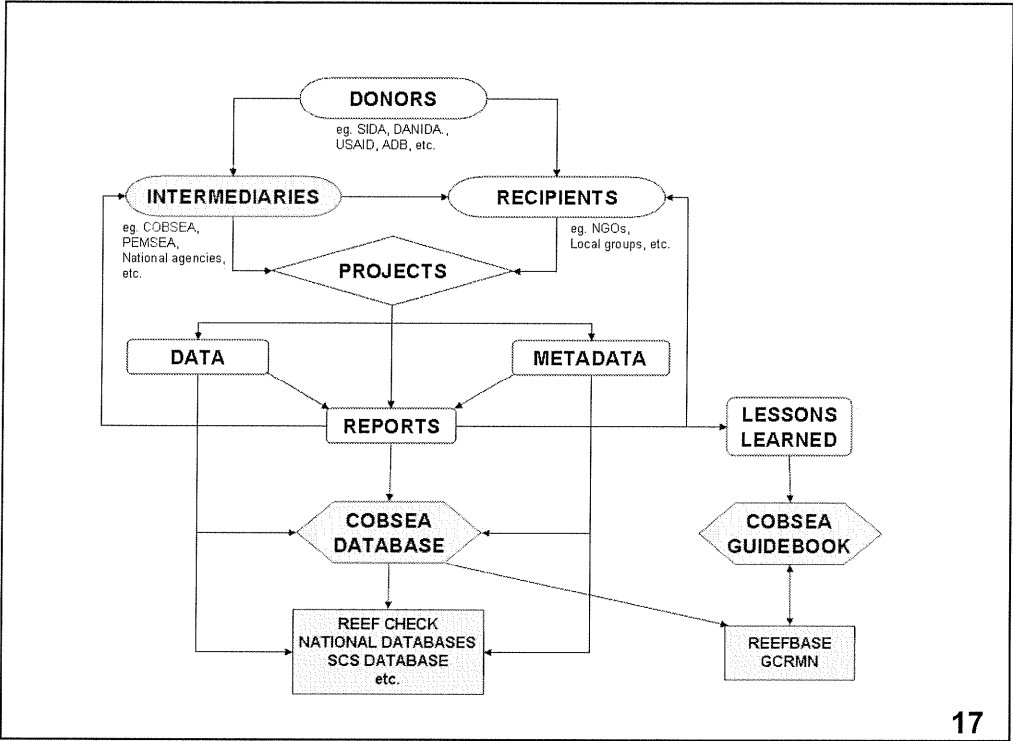 DONORS
eg. SIDA, DANIDA.,
USAID, ADB, etc.
INTERMEDIARIES
RECIPIENTS
eg. COBSEA,
PEMSEA,
National agencies,
etc.
eg. NGOs,
Local groups, etc.
PROJECTS
DATA
METADATA
REPORTS
LESSONS
LEARNED
COBSEA
DATABASE
COBSEA
GUIDEBOOK
REEF CHECK
NATIONAL DATABASES
SCS DATABASE
etc.
REEFBASE
GCRMN
17